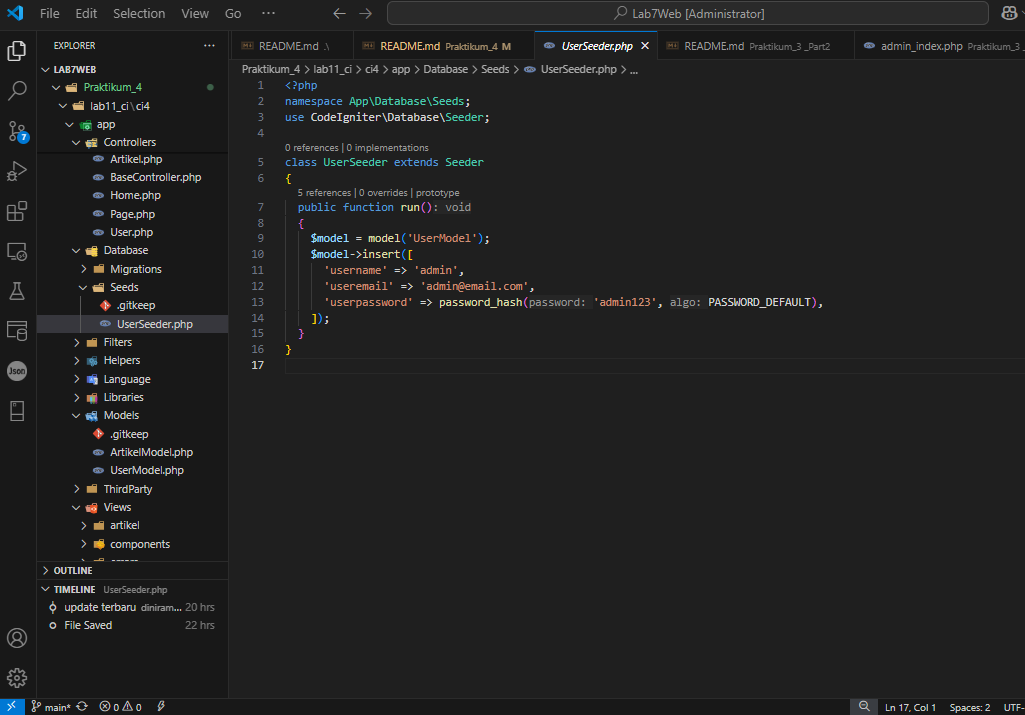 File Edit Selection View Go ··· Lab7Web [Administrator]
EXPLORER ···
LAB7WEB
Praktikum_4
lab11_ci\ci4
app
Controllers
Artikel.php
BaseController.php
Home.php
Page.php
User.php
Database
Migrations
Seeds
.gitkeep
UserSeeder.php
Filters
Helpers
Language
Libraries
Models
.gitkeep
ArtikelModel.php
UserModel.php
ThirdParty
Views
artikel
components
errors
OUTLINE
TIMELINE UserSeeder.php
update terbaru diniram... 20 hrs
File Saved 22 hrs
7
Json
README.md .\ README.md Praktikum_4 M UserSeeder.php README.md Praktikum_3 _Part2 admin_index.php Praktikum_3
Praktikum_4 > lab11_ci > ci4 > app > Database > Seeds > UserSeeder.php > ...
1 <?php
2 namespace App\Database\Seeds;
3 use CodeIgniter\Database\Seeder;
4
0 references | 0 implementations
5 class UserSeeder extends Seeder
6 {
5 references | 0 overrides | prototype
7 public function run(): void
8 {
9 $model = model('UserModel');
10 $model->insert([
11 'username' => 'admin',
12 'useremail' => 'admin@email.com',
13 'userpassword' => password_hash(password: 'admin123', algo: PASSWORD_DEFAULT),
14 ]);
15 }
16 }
17
main* 0 0 Ln 17, Col 1 Spaces: 2 UTF-